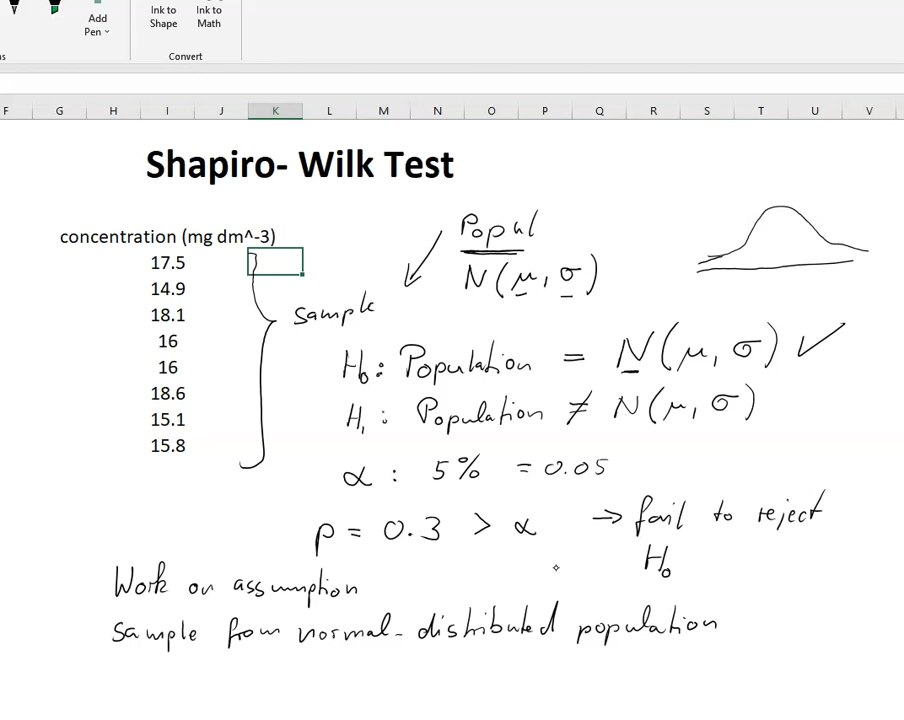 Add Pen
Ink to Shape
Ink to Math
Convert
F G H I J K L M N O P Q R S T U V
Shapiro- Wilk Test
concentration (mg dm^-3)
17.5
14.9
18.1
16
16
18.6
15.1
15.8
Popul
N(μ, σ)
Sample
H₀: Population = N(μ, σ) ✓
H₁: Population ≠ N(μ, σ)
α : 5% = 0.05
p = 0.3 > α → fail to reject
H₀
Work on assumption
Sample from normal-distributed population